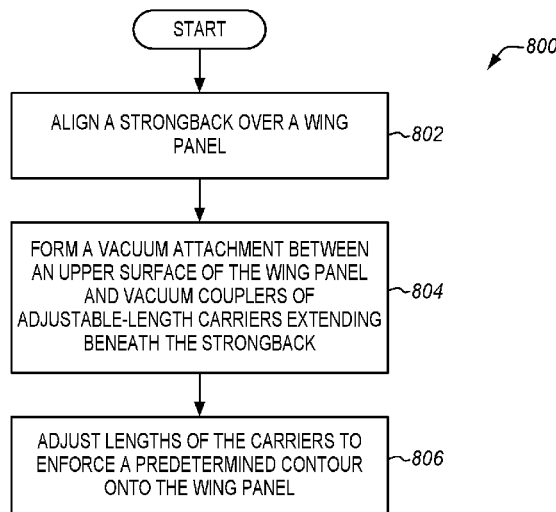 START
800
ALIGN A STRONGBACK OVER A WING
PANEL
802
FORM A VACUUM ATTACHMENT BETWEEN
AN UPPER SURFACE OF THE WING PANEL
AND VACUUM COUPLERS OF
ADJUSTABLE-LENGTH CARRIERS EXTENDING
BENEATH THE STRONGBACK
804
ADJUST LENGTHS OF THE CARRIERS TO
ENFORCE A PREDETERMINED CONTOUR
ONTO THE WING PANEL
806